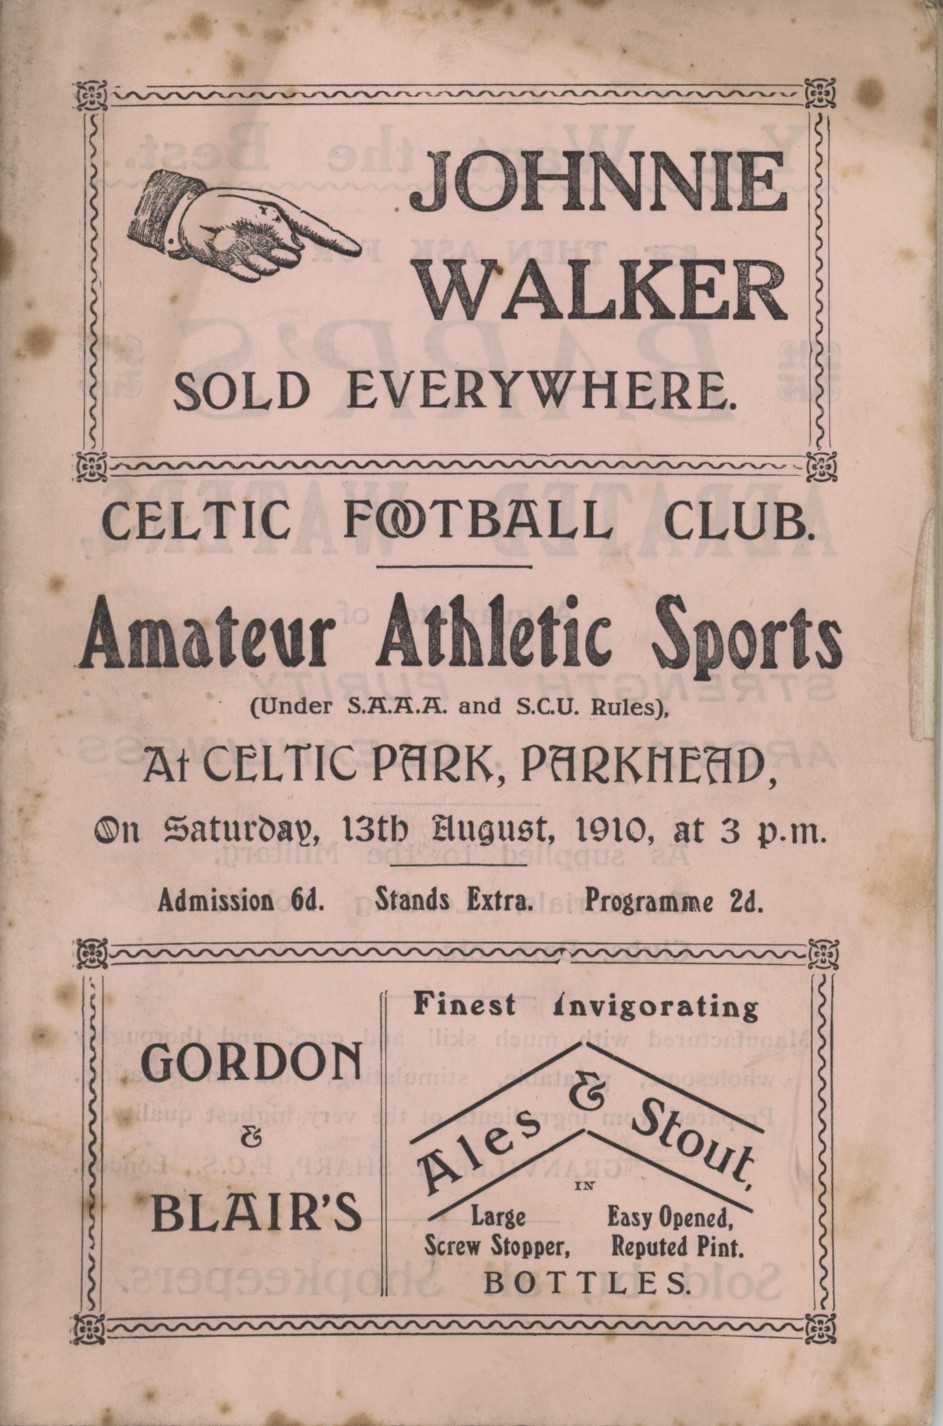 JOHNNIE
WALKER
SOLD EVERYWHERE.
CELTIC FOOTBALL CLUB.
Amateur Athletic Sports
(Under S.A.A.A. and S.C.U. Rules),
At CELTIC PARK, PARKHEAD,
On Saturday, 13th August, 1910, at 3 p.m.
Admission 6d. Stands Extra. Programme 2d.
GORDON
&
BLAIR'S
Finest Invigorating
Ales & Stout,
IN
Large Easy Opened,
Screw Stopper, Reputed Pint.
BOTTLES.